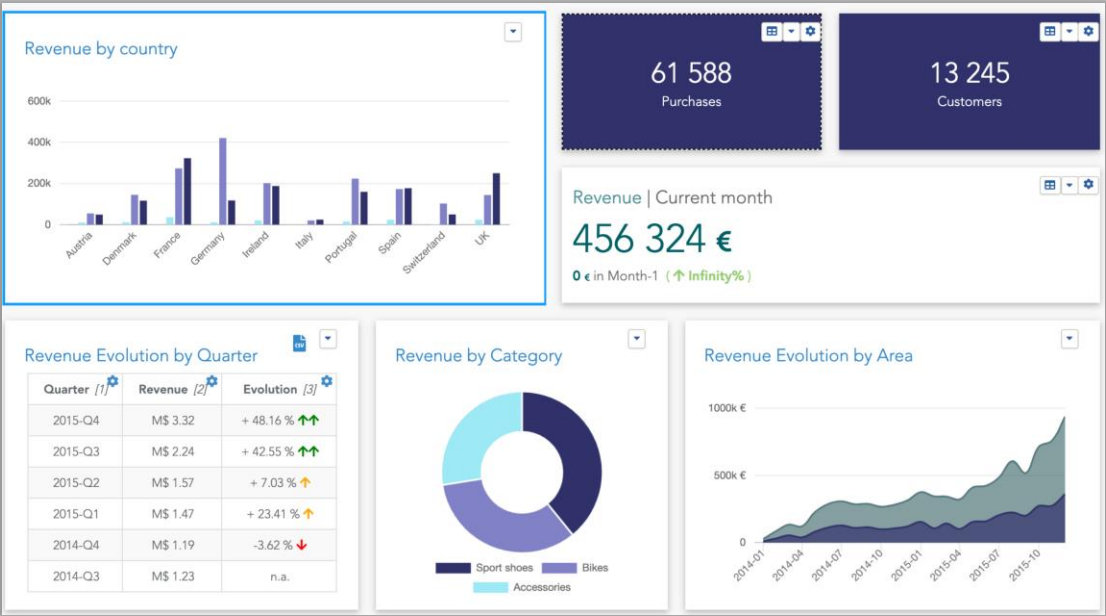 Revenue by country
600k
400k
200k
0
Austria
Denmark
France
Germany
Ireland
Italy
Portugal
Spain
Switzerland
UK
61 588
Purchases
13 245
Customers
Revenue | Current month
456 324 €
0 € in Month-1 ( ↑ Infinity% )
Revenue Evolution by Quarter
CSV
Quarter [1] Revenue [2] Evolution [3]
2015-Q4 M$ 3.32 + 48.16 % ↑↑
2015-Q3 M$ 2.24 + 42.55 % ↑↑
2015-Q2 M$ 1.57 + 7.03 % ↑
2015-Q1 M$ 1.47 + 23.41 % ↑
2014-Q4 M$ 1.19 -3.62 % ↓
2014-Q3 M$ 1.23 n.a.
Revenue by Category
Sport shoes Bikes
Accessories
Revenue Evolution by Area
1000k €
500k €
0
2014-01
2014-04
2014-07
2014-10
2015-01
2015-04
2015-07
2015-10